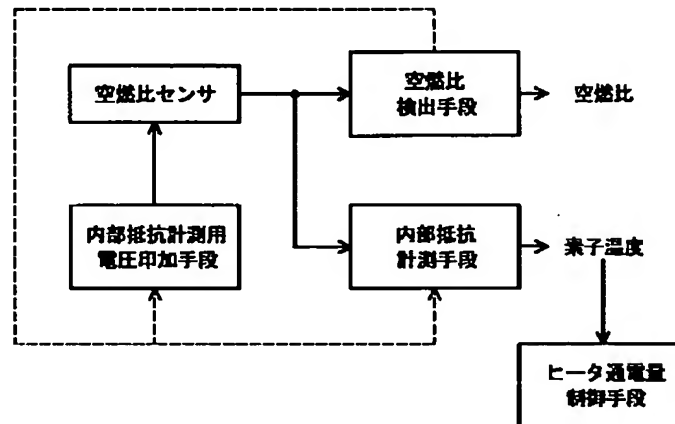 空燃比センサ
空燃比
検出手段
空燃比
内部抵抗計測用
電圧印加手段
内部抵抗
計測手段
素子温度
ヒータ通電量
制御手段